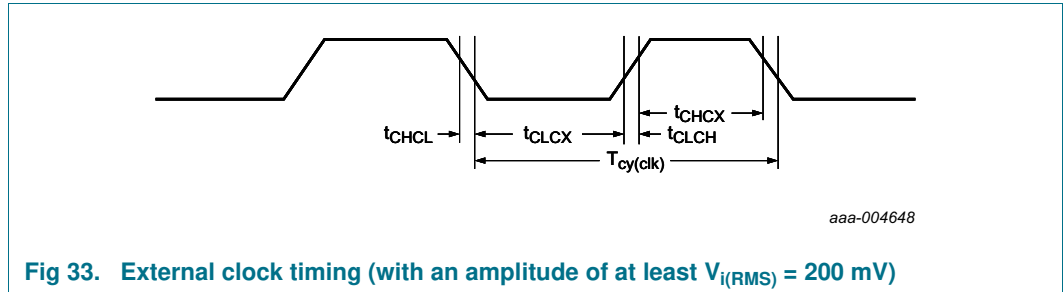 tCHCX
tCHCL tCLCX tCLCH
Tcy(clk)
aaa-004648
Fig 33. External clock timing (with an amplitude of at least Vi(RMS) = 200 mV)